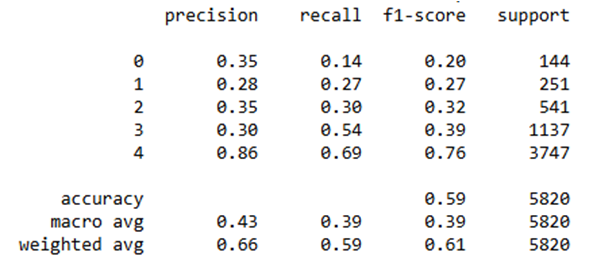 precision recall f1-score support
0 0.35 0.14 0.20 144
1 0.28 0.27 0.27 251
2 0.35 0.30 0.32 541
3 0.30 0.54 0.39 1137
4 0.86 0.69 0.76 3747
accuracy 0.59 5820
macro avg 0.43 0.39 0.39 5820
weighted avg 0.66 0.59 0.61 5820